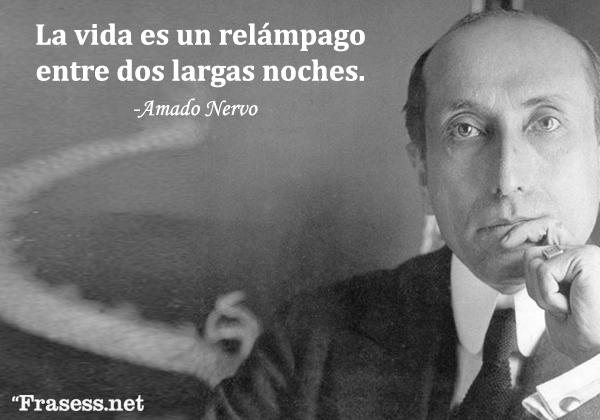 La vida es un relámpago
entre dos largas noches.
-Amado Nervo
“Frasess.net